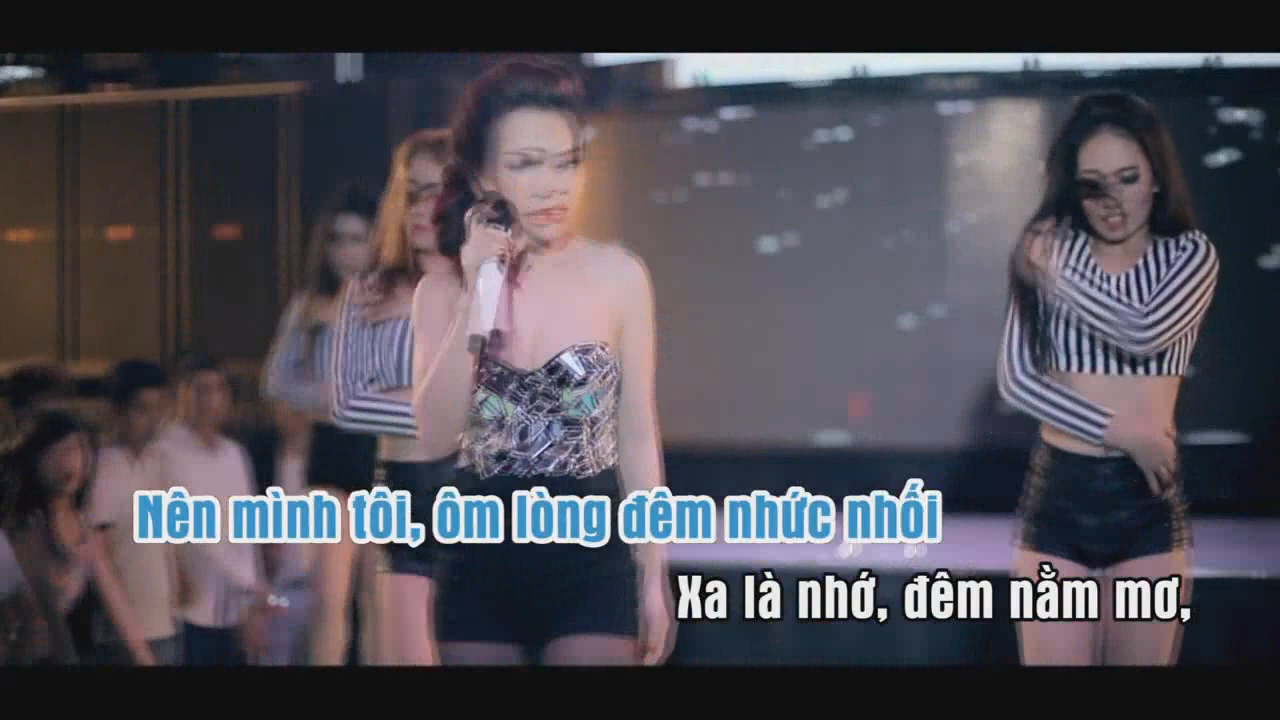 Nên mình tôi, ôm lòng đêm nhức nhối
Xa là nhớ, đêm nằm mơ,